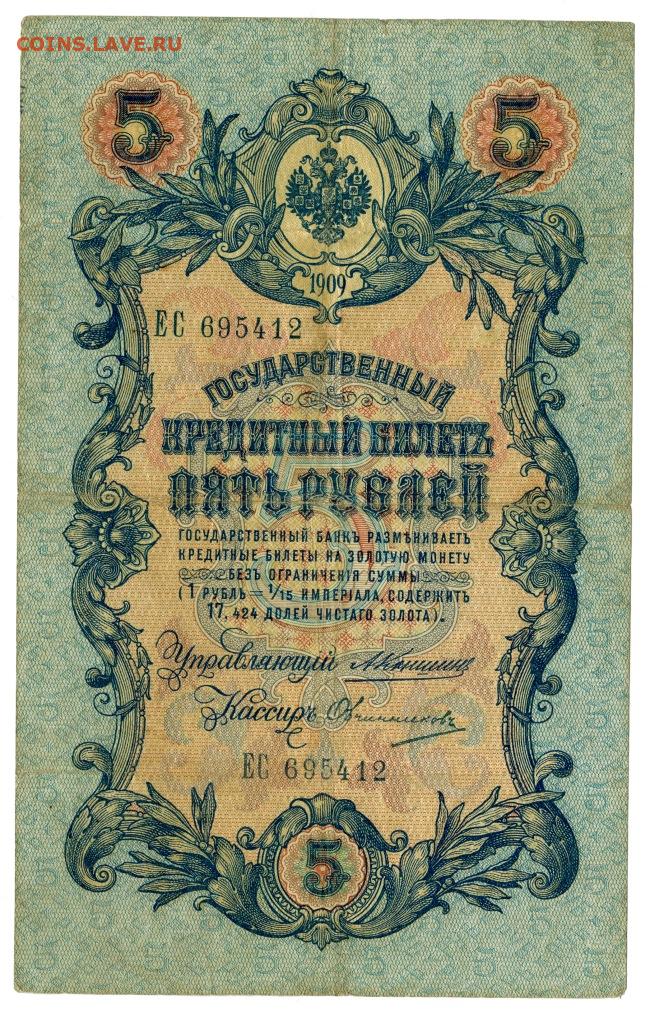 COINS.LAVE.RU
5 5
1909
ЕС 695412
ГОСУДАРСТВЕННЫЙ
КРЕДИТНЫЙ БИЛЕТЪ
ПЯТЬ РУБЛЕЙ
ГОСУДАРСТВЕННЫЙ БАНКЪ РАЗМѢНИВАЕТЪ
КРЕДИТНЫЕ БИЛЕТЫ НА ЗОЛОТУЮ МОНЕТУ
БЕЗЪ ОГРАНИЧЕНІЯ СУММЫ
(1 РУБЛЬ = 1/15 ИМПЕРІАЛА, СОДЕРЖИТЪ
17,424 ДОЛЕЙ ЧИСТАГО ЗОЛОТА).
Управляющій АКоншинъ
Кассиръ Овчинниковъ
ЕС 695412
5